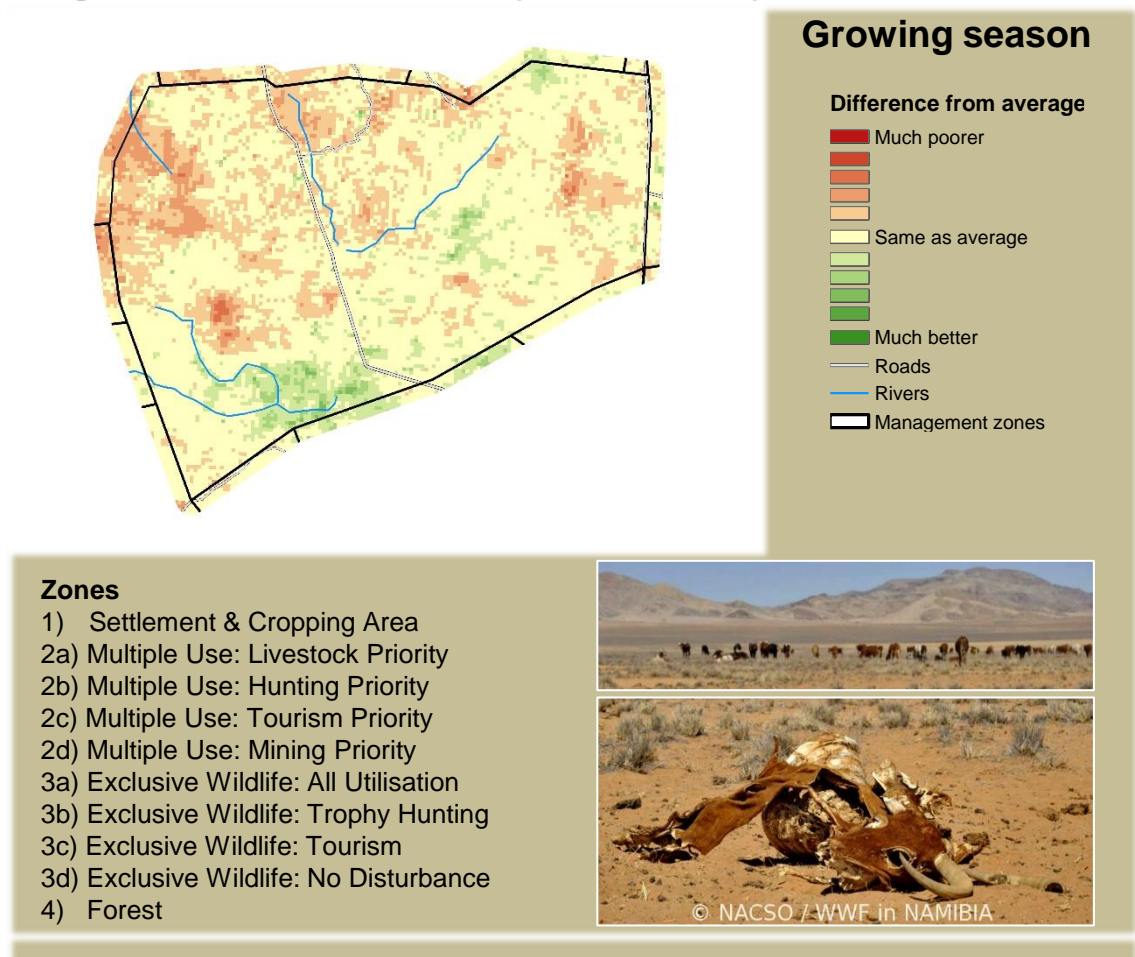 Growing season
Difference from average
Much poorer
Same as average
Much better
Roads
Rivers
Management zones
Zones
1) Settlement & Cropping Area
2a) Multiple Use: Livestock Priority
2b) Multiple Use: Hunting Priority
2c) Multiple Use: Tourism Priority
2d) Multiple Use: Mining Priority
3a) Exclusive Wildlife: All Utilisation
3b) Exclusive Wildlife: Trophy Hunting
3c) Exclusive Wildlife: Tourism
3d) Exclusive Wildlife: No Disturbance
4) Forest
© NACSO / WWF in NAMIBIA